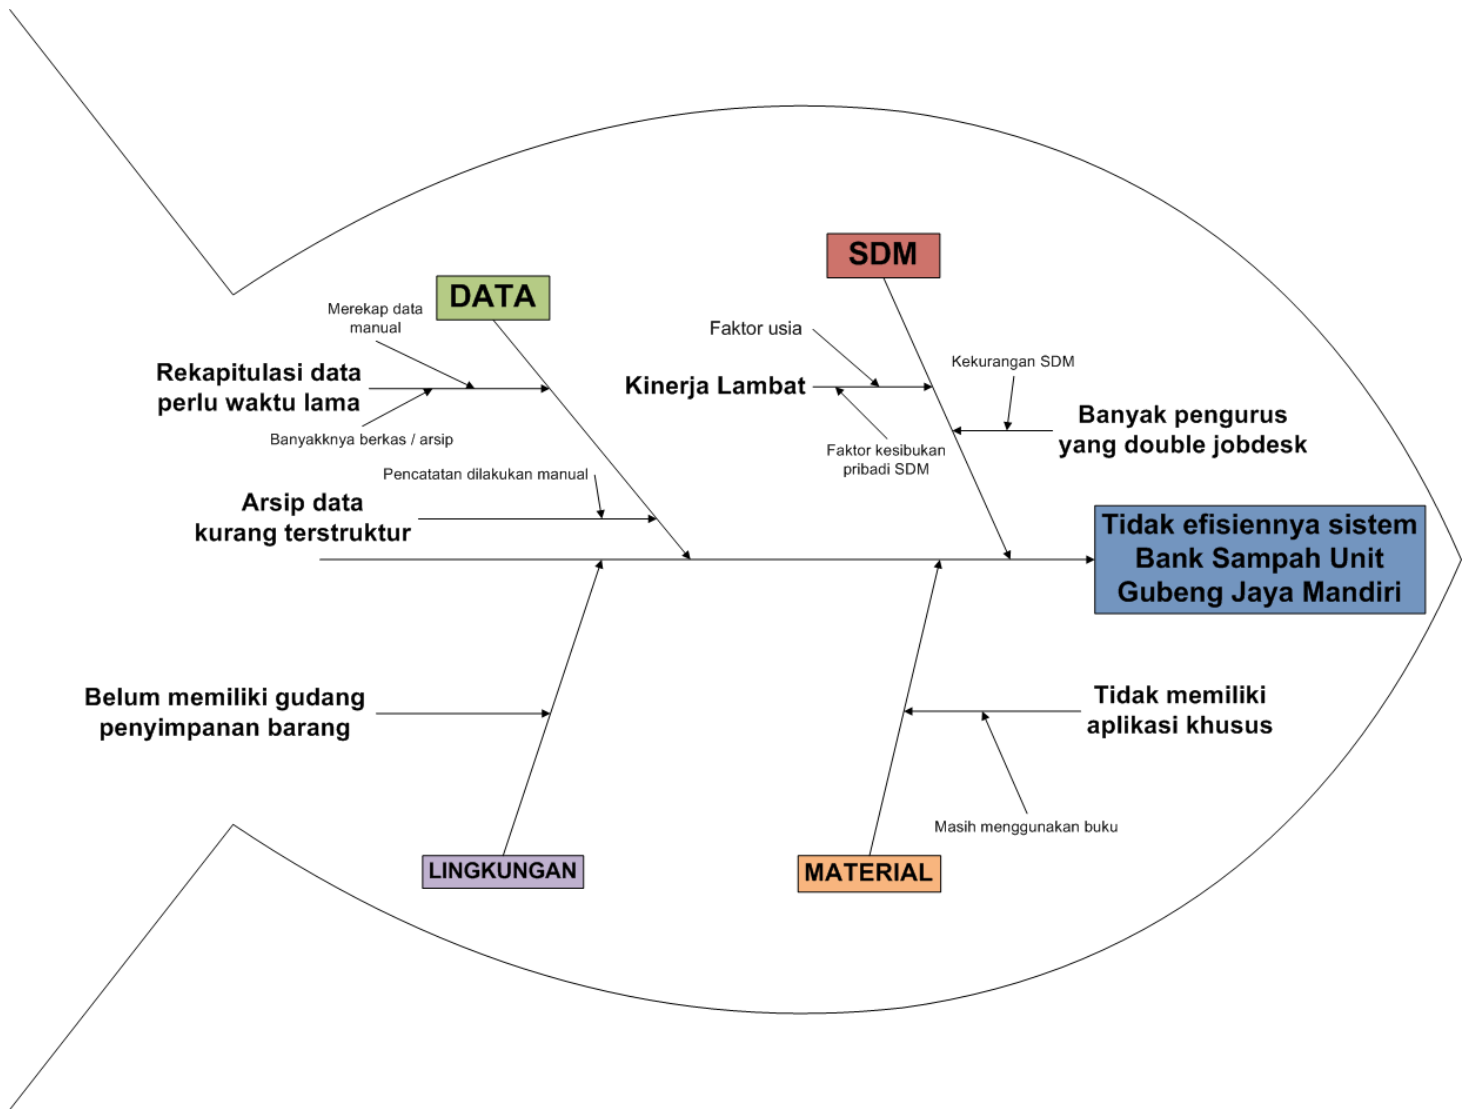 SDM
DATA
Merekap data
manual
Rekapitulasi data
perlu waktu lama
Banyakknya berkas / arsip
Faktor usia
Kinerja Lambat
Faktor kesibukan
pribadi SDM
Kekurangan SDM
Banyak pengurus
yang double jobdesk
Pencatatan dilakukan manual
Arsip data
kurang terstruktur
Tidak efisiennya sistem
Bank Sampah Unit
Gubeng Jaya Mandiri
Belum memiliki gudang
penyimpanan barang
Tidak memiliki
aplikasi khusus
Masih menggunakan buku
LINGKUNGAN
MATERIAL